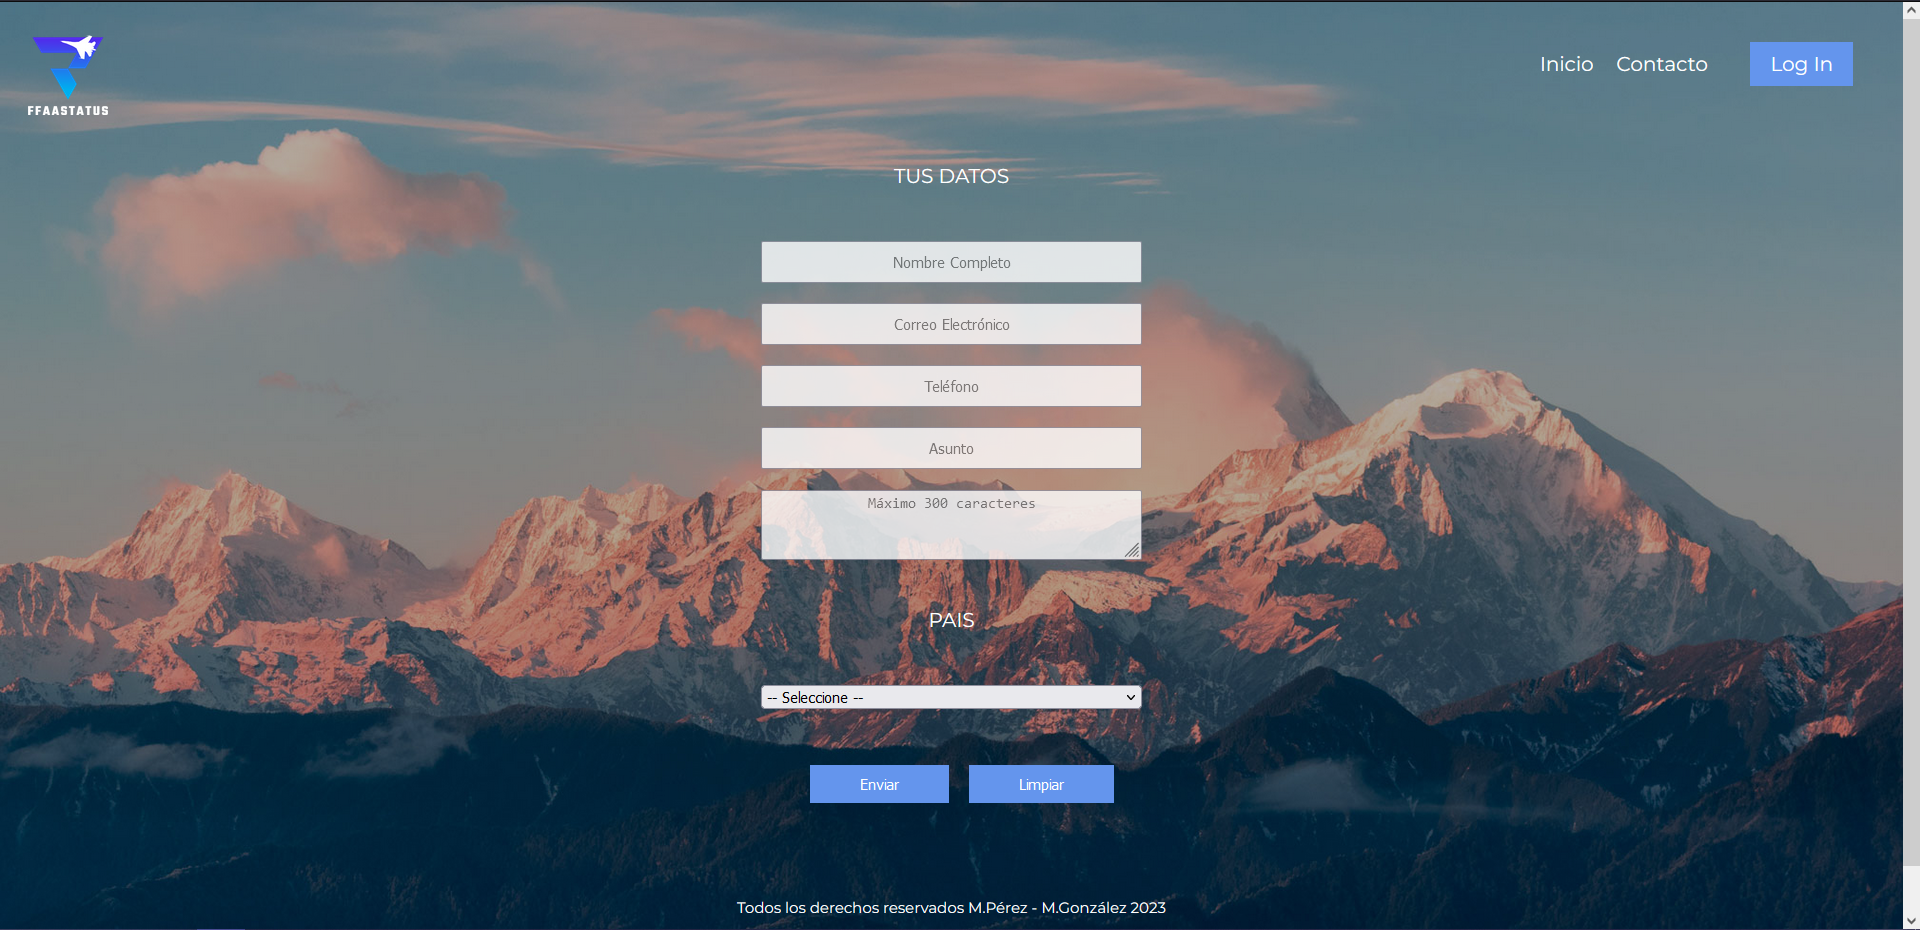 FFAASTATUS
Inicio Contacto Log In
TUS DATOS
Nombre Completo
Correo Electrónico
Teléfono
Asunto
Máximo 300 caracteres
PAIS
-- Seleccione --
Enviar Limpiar
Todos los derechos reservados M.Pérez - M.González 2023